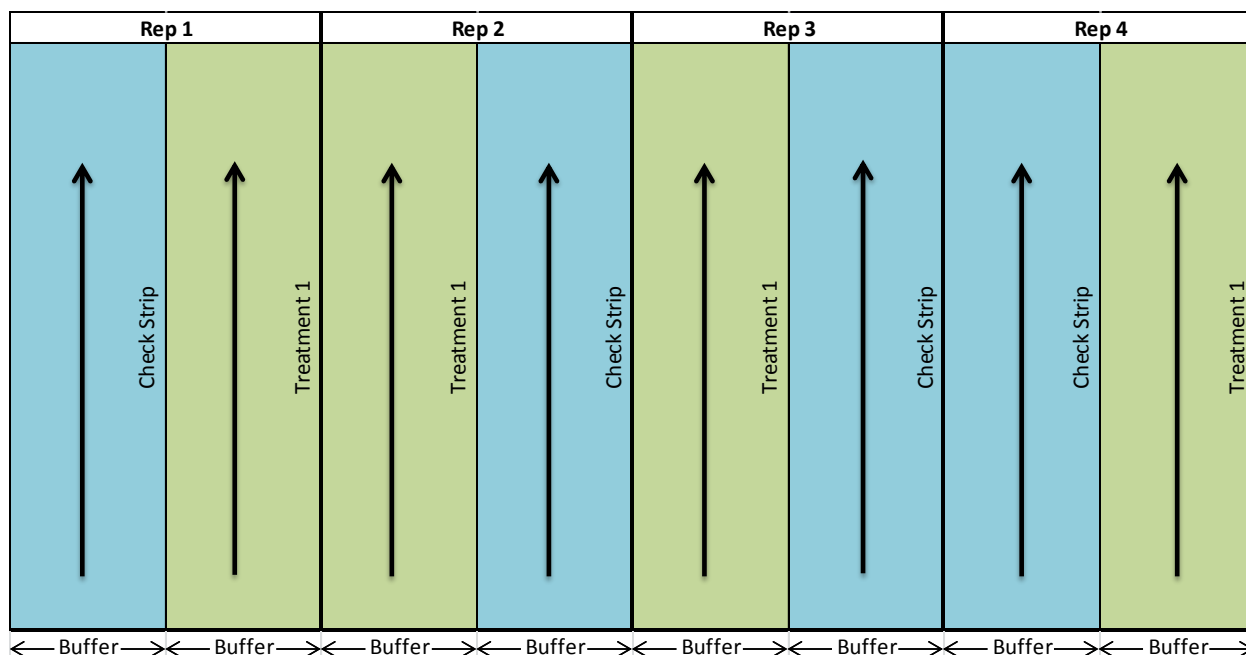 Rep 1
Rep 2
Rep 3
Rep 4
Check Strip
Treatment 1
Treatment 1
Check Strip
Treatment 1
Check Strip
Check Strip
Treatment 1
Buffer
Buffer
Buffer
Buffer
Buffer
Buffer
Buffer
Buffer